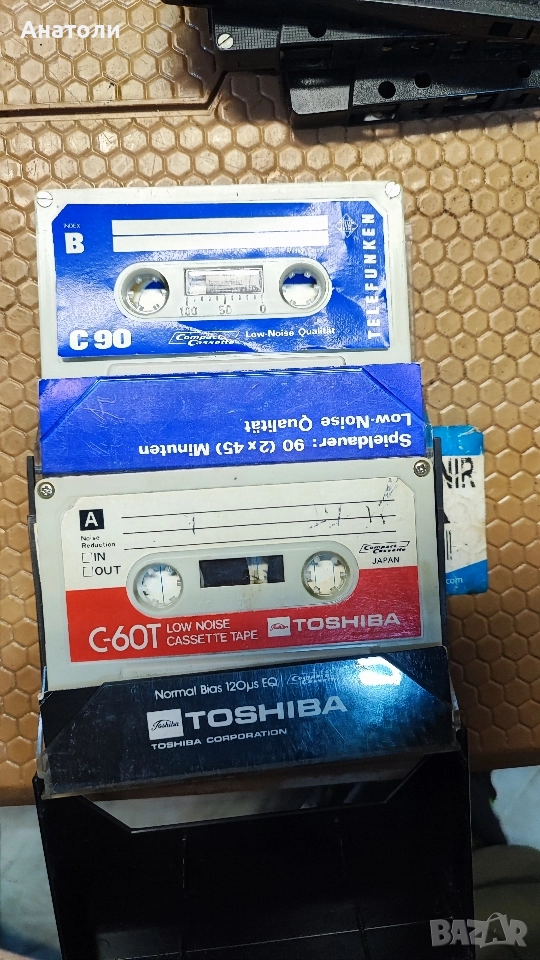 Анатоли
INDEX
B
TELEFUNKEN
100 50 0
C 90
Compact Cassette
Low-Noise Qualität
Spieldauer: 90 (2 x 45) Minuten
Low-Noise Qualität
NIR
.com
A
Noise
Reduction
IN
OUT
Compact Cassette
JAPAN
C-60T
LOW NOISE
CASSETTE TAPE
Toshiba
TOSHIBA
Normal Bias 120μs EQ
Compact Cassette
Toshiba
TOSHIBA
TOSHIBA CORPORATION
BAZAR